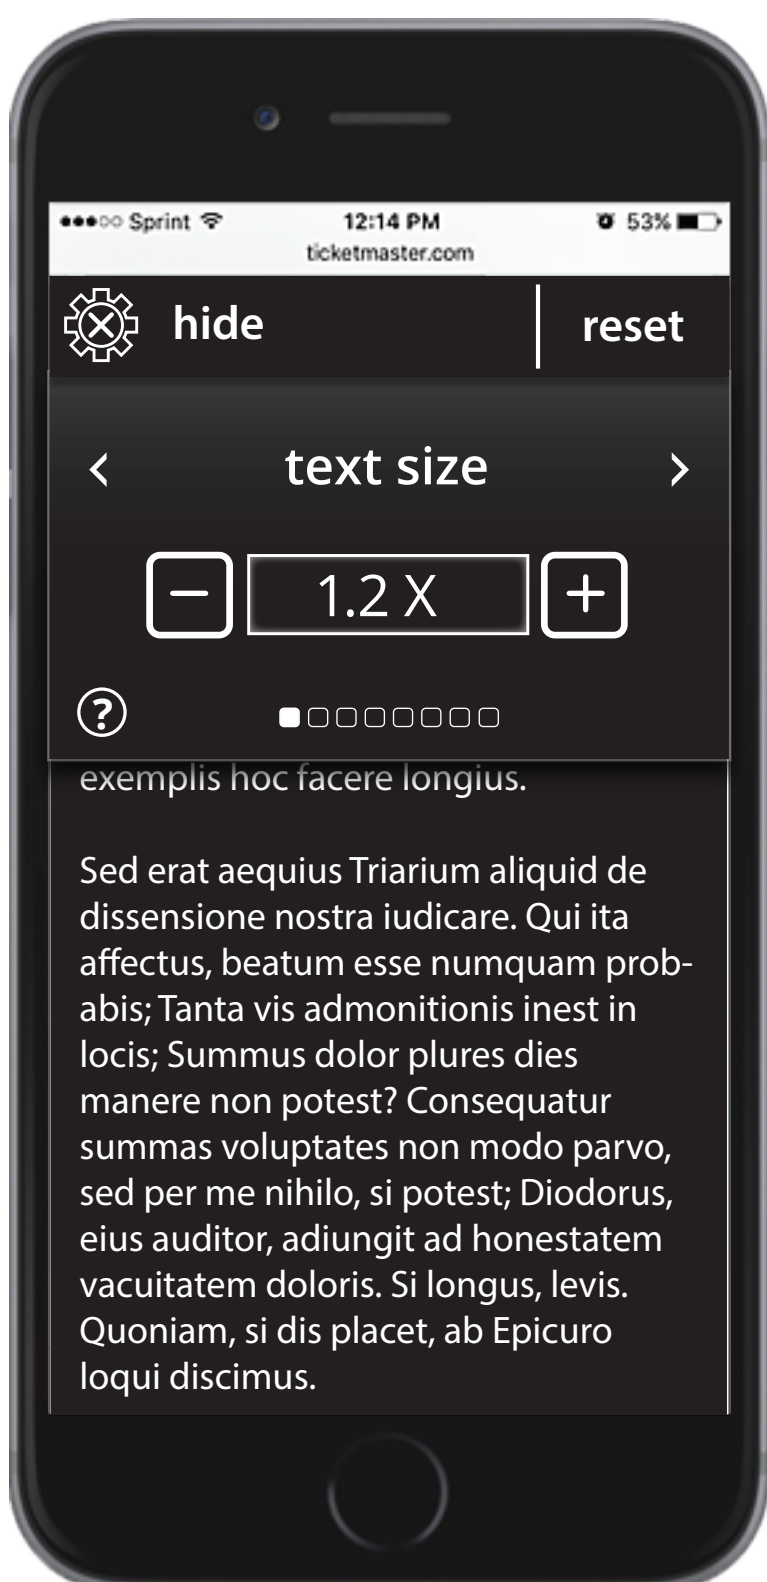 Sprint 12:14 PM 53%
ticketmaster.com
hide reset
text size
1.2 X
?
exemplis hoc facere longius.
Sed erat aequius Triarium aliquid de
dissensione nostra iudicare. Qui ita
affectus, beatum esse numquam prob-
abis; Tanta vis admonitionis inest in
locis; Summus dolor plures dies
manere non potest? Consequatur
summas voluptates non modo parvo,
sed per me nihilo, si potest; Diodorus,
eius auditor, adiungit ad honestatem
vacuitatem doloris. Si longus, levis.
Quoniam, si dis placet, ab Epicuro
loqui discimus.